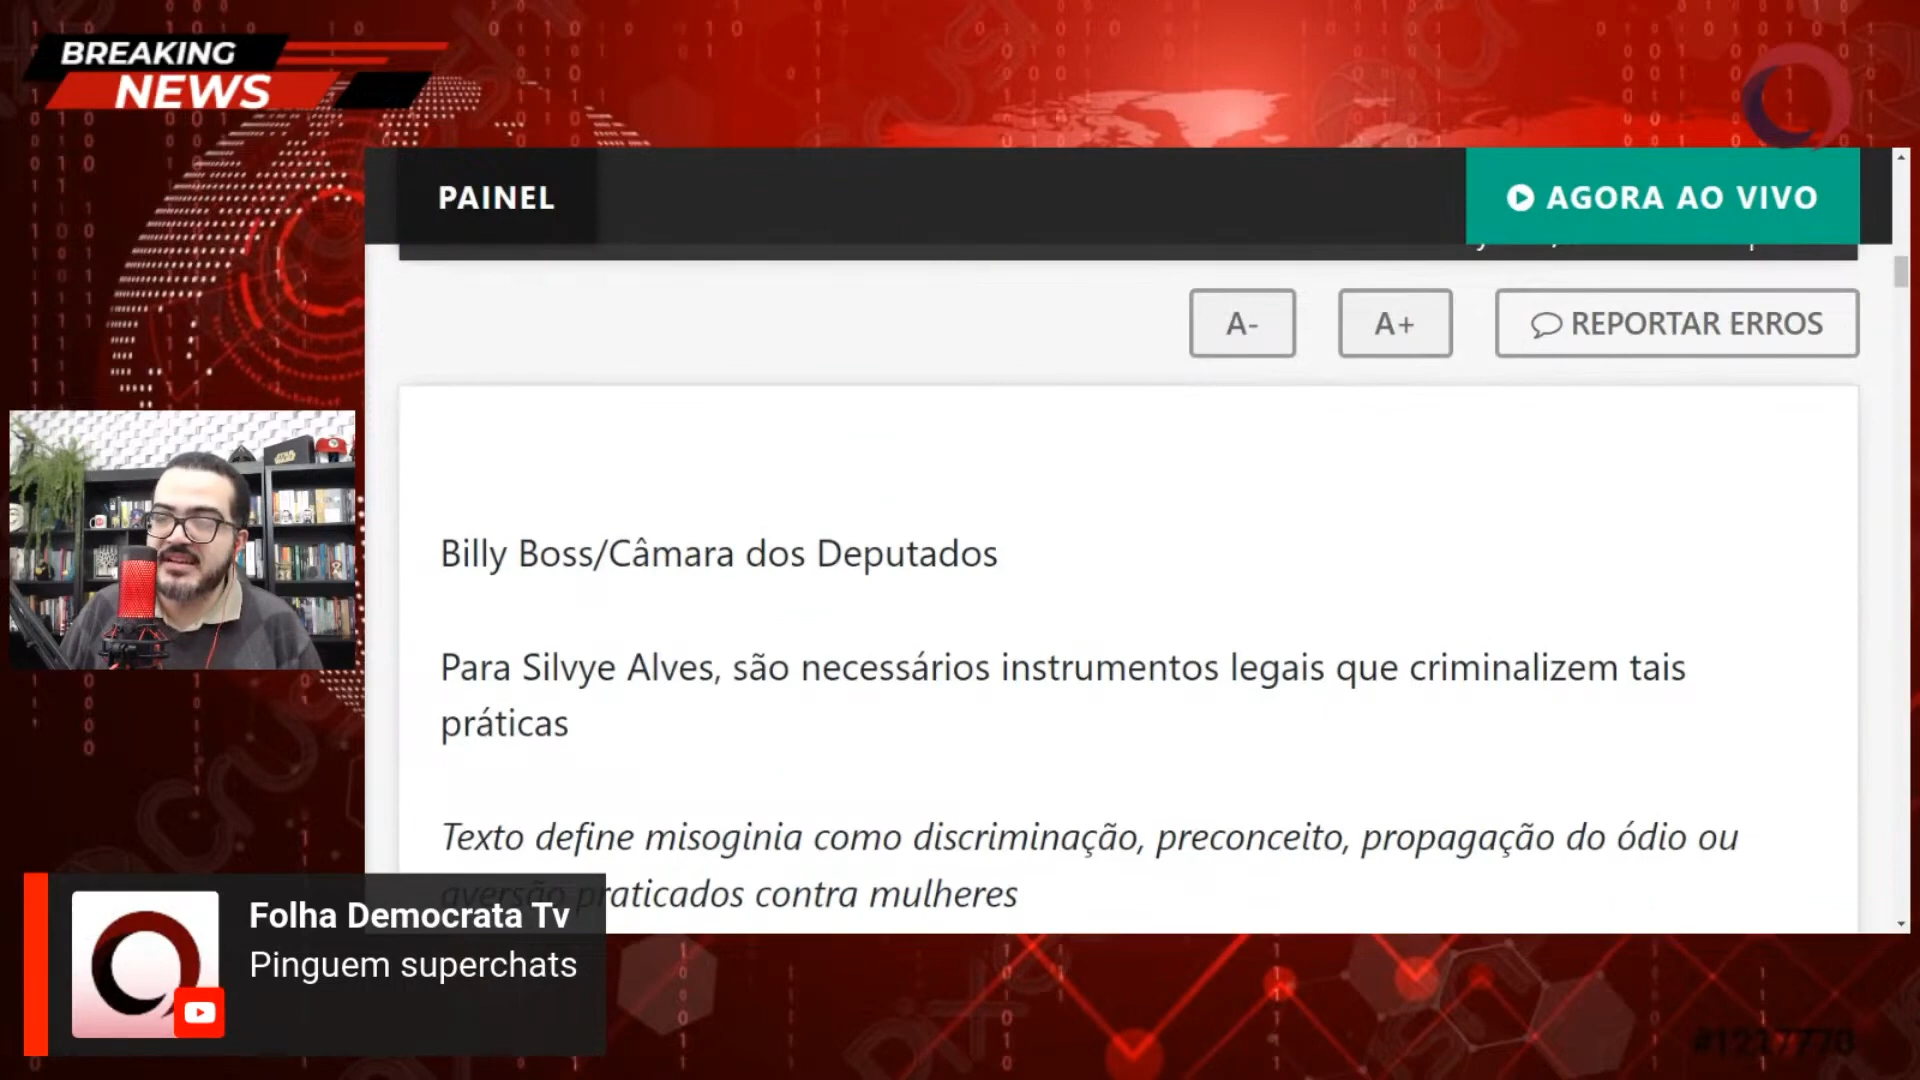 BREAKING
NEWS
PAINEL
AGORA AO VIVO
A-
A+
REPORTAR ERROS
Billy Boss/Câmara dos Deputados
Para Silvye Alves, são necessários instrumentos legais que criminalizem tais
práticas
Texto define misoginia como discriminação, preconceito, propagação do ódio ou
aversão praticados contra mulheres
Folha Democrata Tv
Pinguem superchats